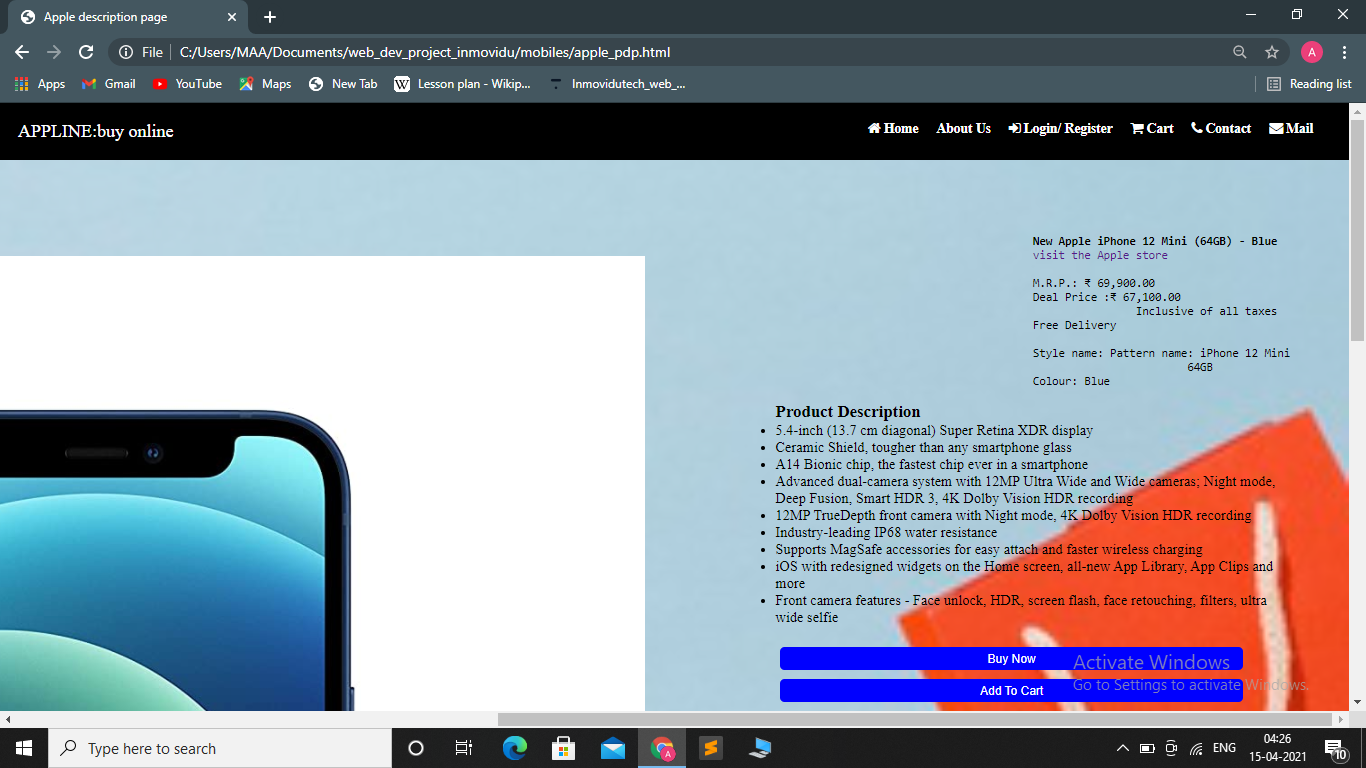 Apple description page
File C:/Users/MAA/Documents/web_dev_project_inmovidu/mobiles/apple_pdp.html
A
Apps Gmail YouTube Maps New Tab W Lesson plan - Wikip... Inmovidutech_web_... Reading list
APPLINE:buy online Home About Us Login/ Register Cart Contact Mail
New Apple iPhone 12 Mini (64GB) - Blue
visit the Apple store
M.R.P.: ₹ 69,900.00
Deal Price :₹ 67,100.00
Inclusive of all taxes
Free Delivery
Style name: Pattern name: iPhone 12 Mini
64GB
Colour: Blue
Product Description
• 5.4-inch (13.7 cm diagonal) Super Retina XDR display
• Ceramic Shield, tougher than any smartphone glass
• A14 Bionic chip, the fastest chip ever in a smartphone
• Advanced dual-camera system with 12MP Ultra Wide and Wide cameras; Night mode,
Deep Fusion, Smart HDR 3, 4K Dolby Vision HDR recording
• 12MP TrueDepth front camera with Night mode, 4K Dolby Vision HDR recording
• Industry-leading IP68 water resistance
• Supports MagSafe accessories for easy attach and faster wireless charging
• iOS with redesigned widgets on the Home screen, all-new App Library, App Clips and
more
• Front camera features - Face unlock, HDR, screen flash, face retouching, filters, ultra
wide selfie
Buy Now
Add To Cart
Activate Windows
Go to Settings to activate Windows.
Type here to search
A
S
ENG
04:26
15-04-2021
10